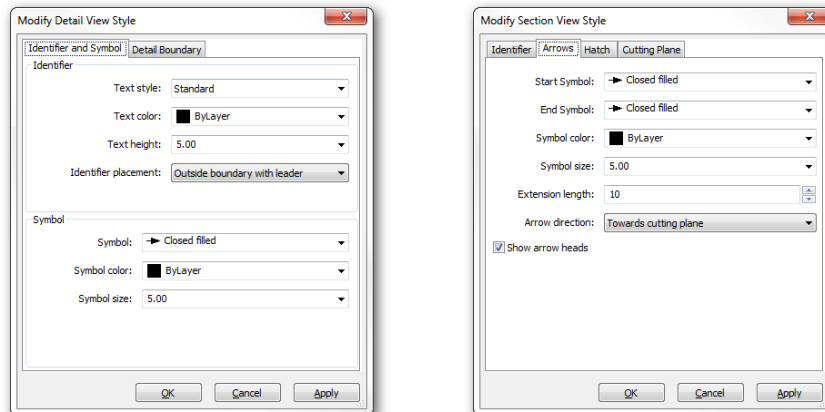 Modify Detail View Style
Identifier and Symbol Detail Boundary
Identifier
Text style: Standard
Text color: ByLayer
Text height: 5.00
Identifier placement: Outside boundary with leader
Symbol
Symbol: Closed filled
Symbol color: ByLayer
Symbol size: 5.00
OK Cancel Apply
Modify Section View Style
Identifier Arrows Hatch Cutting Plane
Start Symbol: Closed filled
End Symbol: Closed filled
Symbol color: ByLayer
Symbol size: 5.00
Extension length: 10
Arrow direction: Towards cutting plane
Show arrow heads
OK Cancel Apply